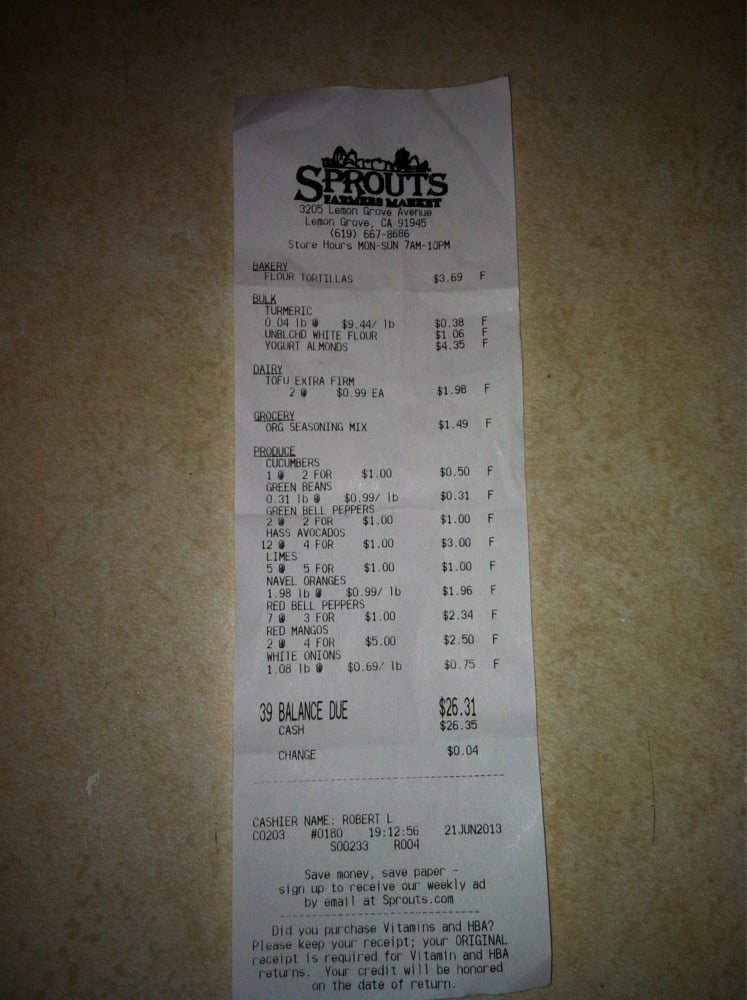 SPROUTS
FARMERS MARKET
3205 Lemon Grove Avenue
Lemon Grove, CA 91945
(619) 667-8686
Store Hours MON-SUN 7AM-10PM
BAKERY
FLOUR TORTILLAS $3.69 F
BULK
TURMERIC
0.04 lb @ $9.44/ lb $0.38 F
UNBLCHD WHITE FLOUR $1.06 F
YOGURT ALMONDS $4.35 F
DAIRY
TOFU EXTRA FIRM
2 @ $0.99 EA $1.98 F
GROCERY
ORG SEASONING MIX $1.49 F
PRODUCE
CUCUMBERS
1 @ 2 FOR $1.00 $0.50 F
GREEN BEANS
0.31 lb @ $0.99/ lb $0.31 F
GREEN BELL PEPPERS
2 @ 2 FOR $1.00 $1.00 F
HASS AVOCADOS
12 @ 4 FOR $1.00 $3.00 F
LIMES
5 @ 5 FOR $1.00 $1.00 F
NAVEL ORANGES
1.98 lb @ $0.99/ lb $1.96 F
RED BELL PEPPERS
7 @ 3 FOR $1.00 $2.34 F
RED MANGOS
2 @ 4 FOR $5.00 $2.50 F
WHITE ONIONS
1.08 lb @ $0.69/ lb $0.75 F
39 BALANCE DUE $26.31
CASH $26.35
CHANGE $0.04
CASHIER NAME: ROBERT L
C0203 #0180 19:12:56 21JUN2013
S00233 R004
Save money, save paper -
sign up to receive our weekly ad
by email at Sprouts.com
Did you purchase Vitamins and HBA?
Please keep your receipt; your ORIGINAL
receipt is required for Vitamin and HBA
returns. Your credit will be honored
on the date of return.